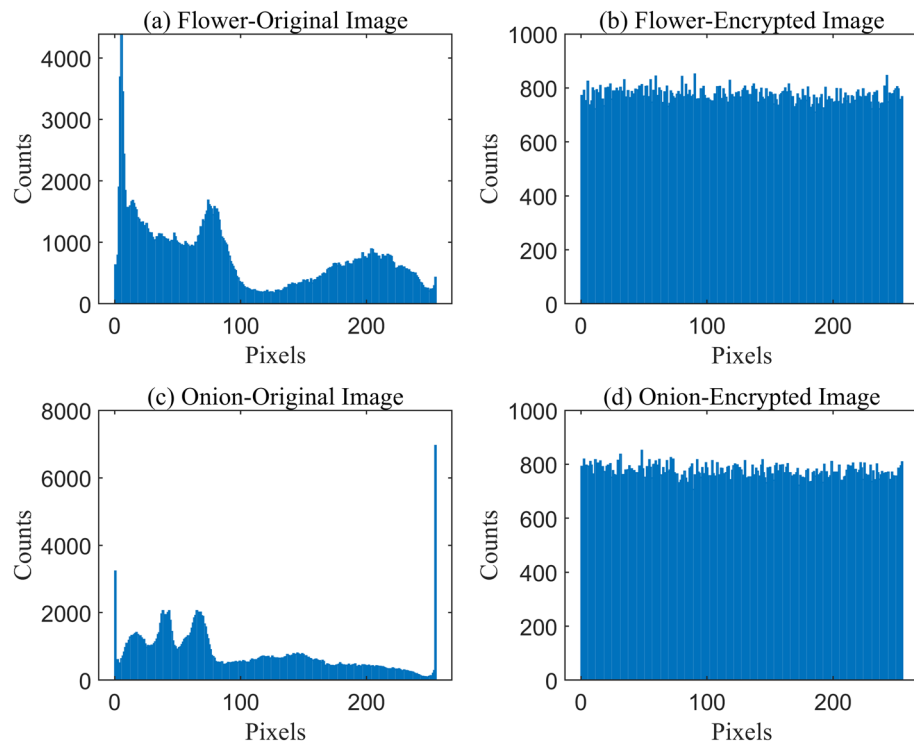 (a) Flower-Original Image
4000
3000
2000
1000
0
Counts
0 100 200
Pixels
(b) Flower-Encrypted Image
1000
800
600
400
200
0
Counts
0 100 200
Pixels
(c) Onion-Original Image
8000
6000
4000
2000
0
Counts
0 100 200
Pixels
(d) Onion-Encrypted Image
1000
800
600
400
200
0
Counts
0 100 200
Pixels